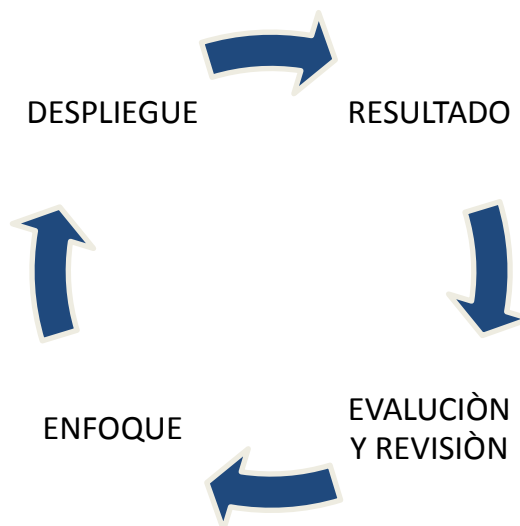 DESPLIEGUE
RESULTADO
ENFOQUE
EVALUCIÒN
Y REVISIÒN